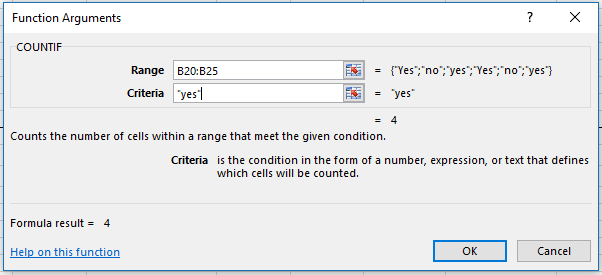 Function Arguments
COUNTIF
Range B20:B25 = {"Yes";"no";"yes";"Yes";"no";"yes"}
Criteria "yes" = "yes"
= 4
Counts the number of cells within a range that meet the given condition.
Criteria is the condition in the form of a number, expression, or text that defines
which cells will be counted.
Formula result = 4
Help on this function
OK Cancel